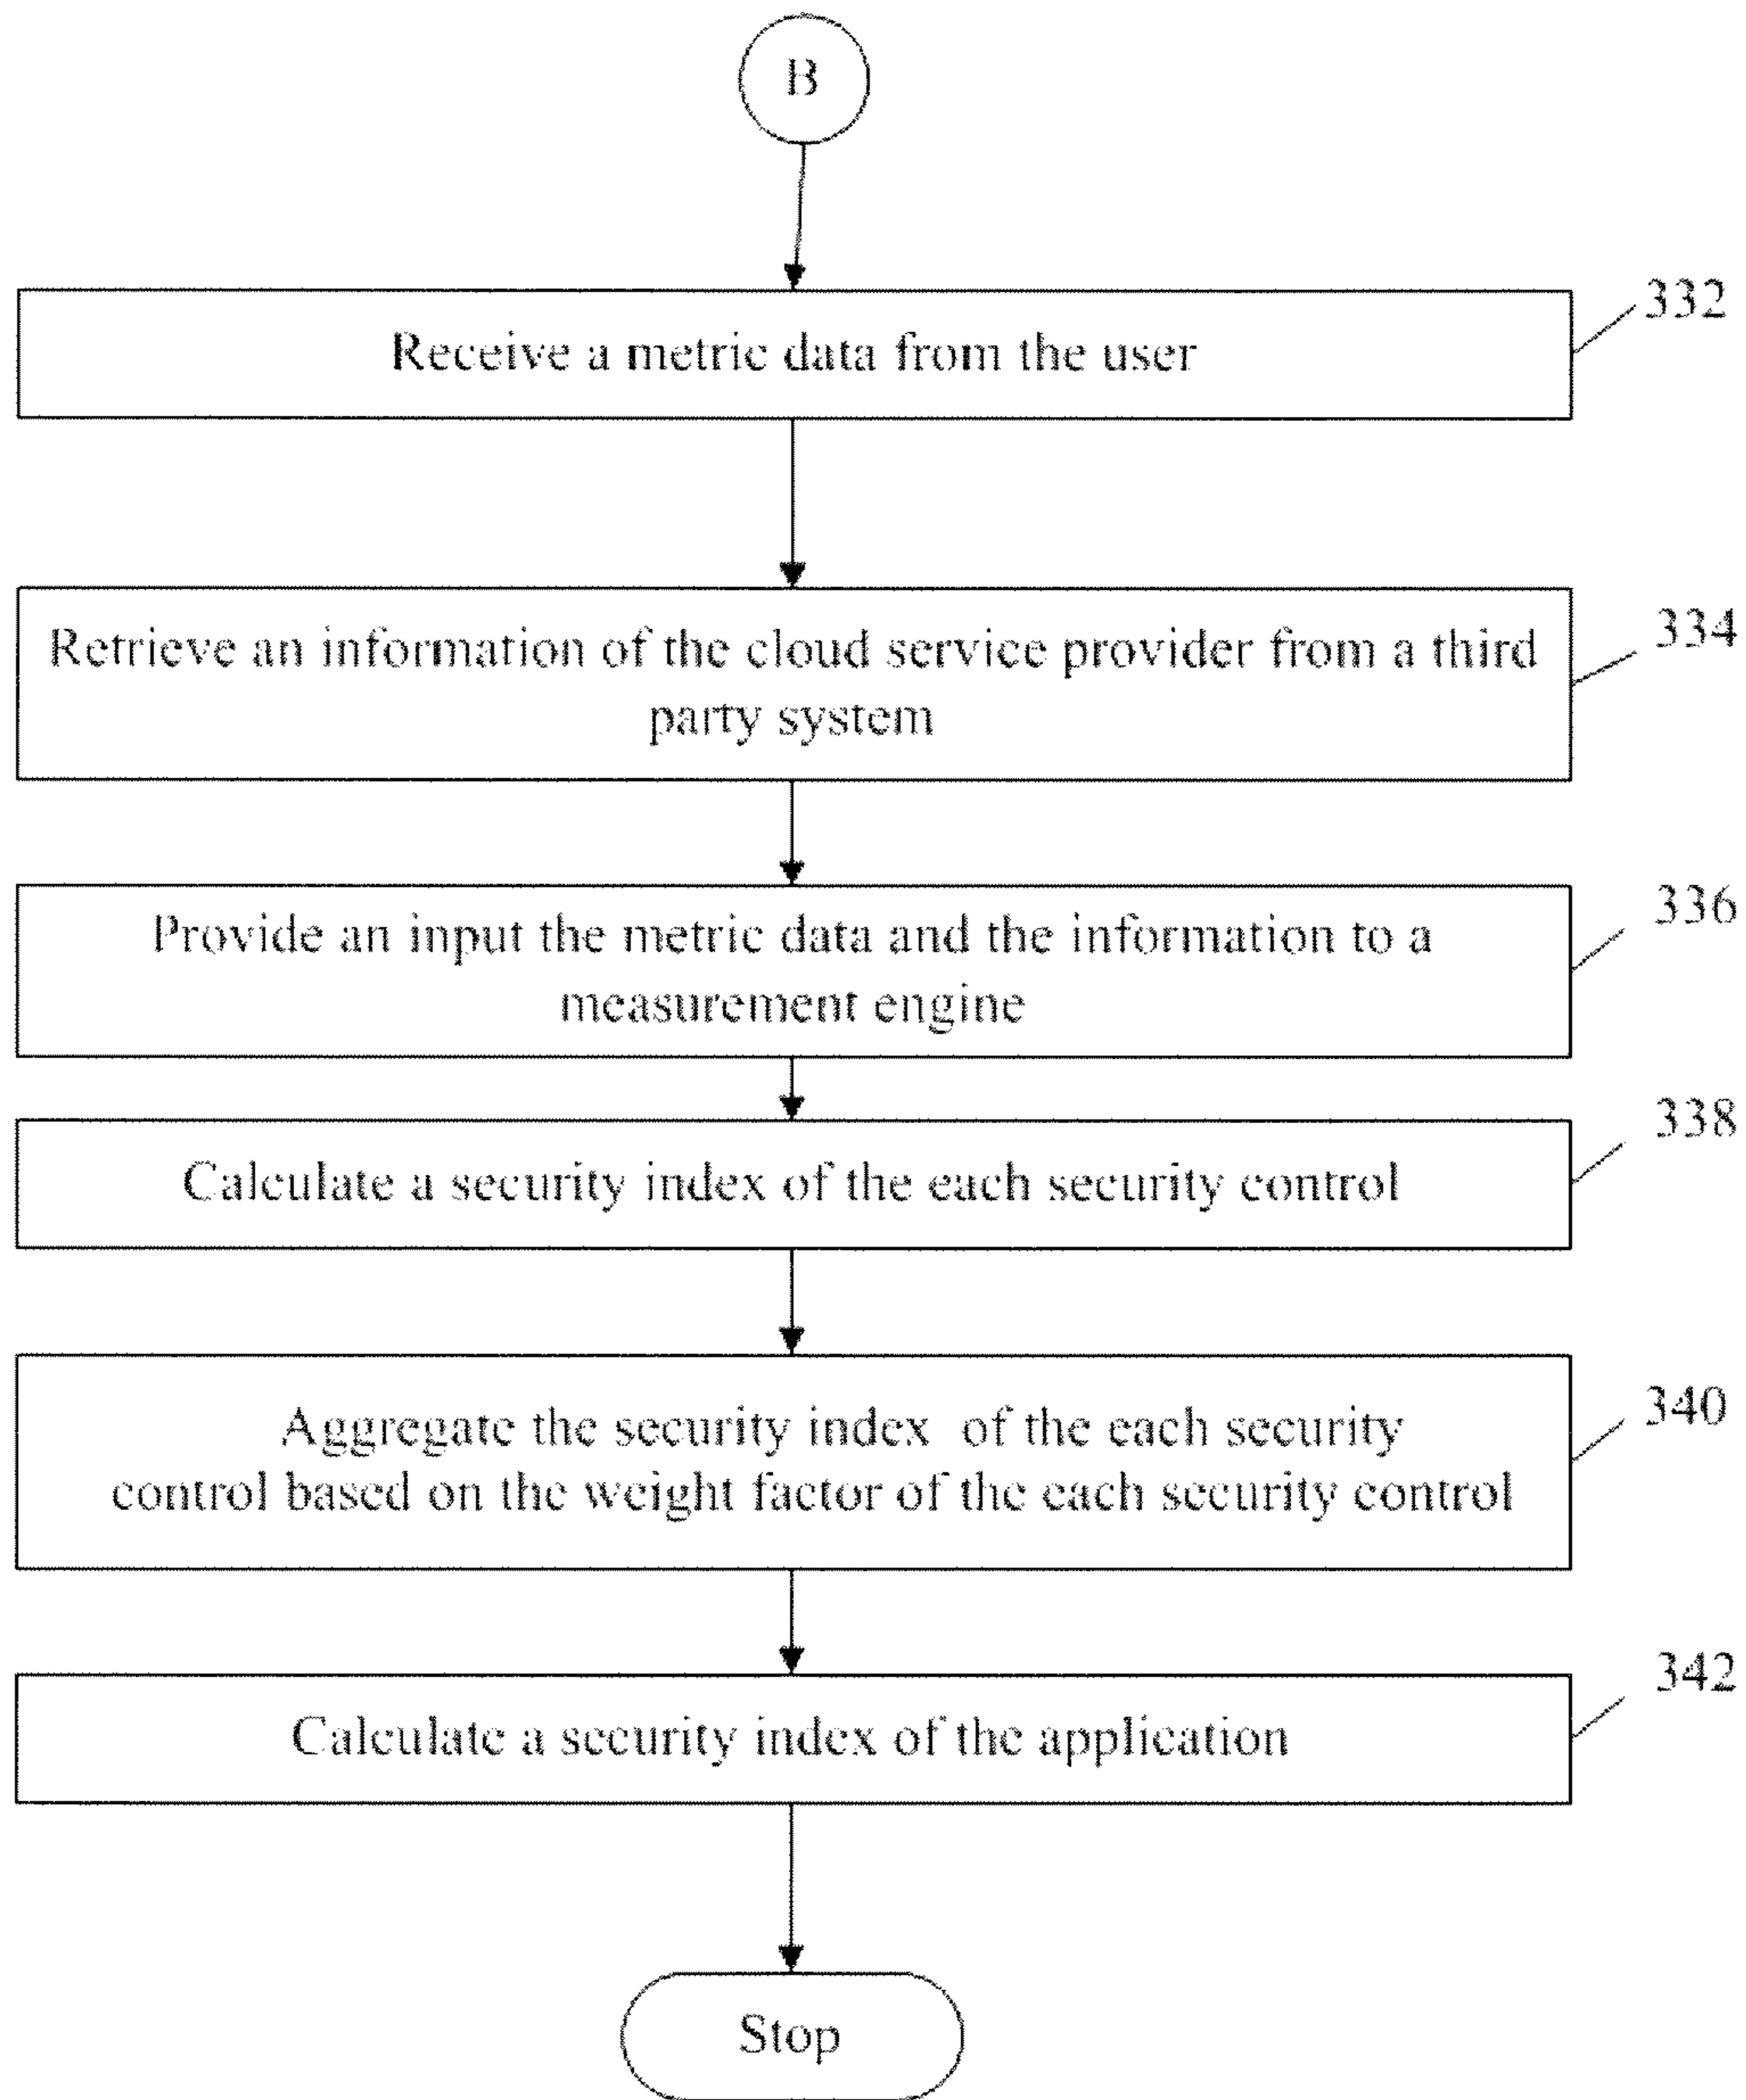 B
332
Receive a metric data from the user
334
Retrieve an information of the cloud service provider from a third
party system
336
Provide an input the metric data and the information to a
measurement engine
338
Calculate a security index of the each security control
340
Aggregate the security index of the each security
control based on the weight factor of the each security control
342
Calculate a security index of the application
Stop